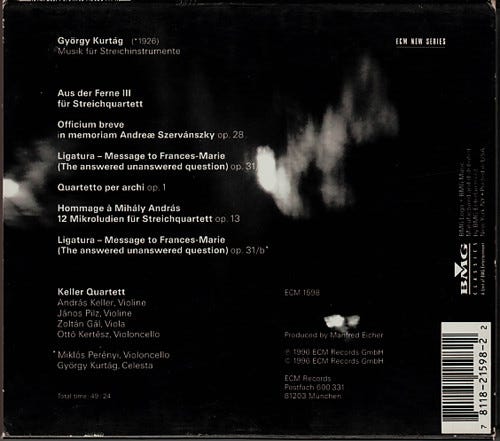 György Kurtág (*1926)
Musik für Streichinstrumente
ECM NEW SERIES
Aus der Ferne III
für Streichquartett
Officium breve
in memoriam Andreæ Szervánszky op. 28
Ligatura – Message to Frances-Marie
(The answered unanswered question) op. 31
Quartetto per archi op. 1
Hommage à Mihály András
12 Mikroludien für Streichquartett op. 13
Ligatura – Message to Frances-Marie
(The answered unanswered question) op. 31/b
Keller Quartett
András Keller, Violine
János Pilz, Violine
Zoltán Gál, Viola
Ottó Kertész, Violoncello
Miklós Perényi, Violoncello
György Kurtág, Celesta
Total time: 49:24
ECM 1598
Produced by Manfred Eicher
℗ 1996 ECM Records GmbH
© 1996 ECM Records GmbH
ECM Records
Postfach 600 331
81203 München
BMG
CLASSICS
7 8118-21598-2 2